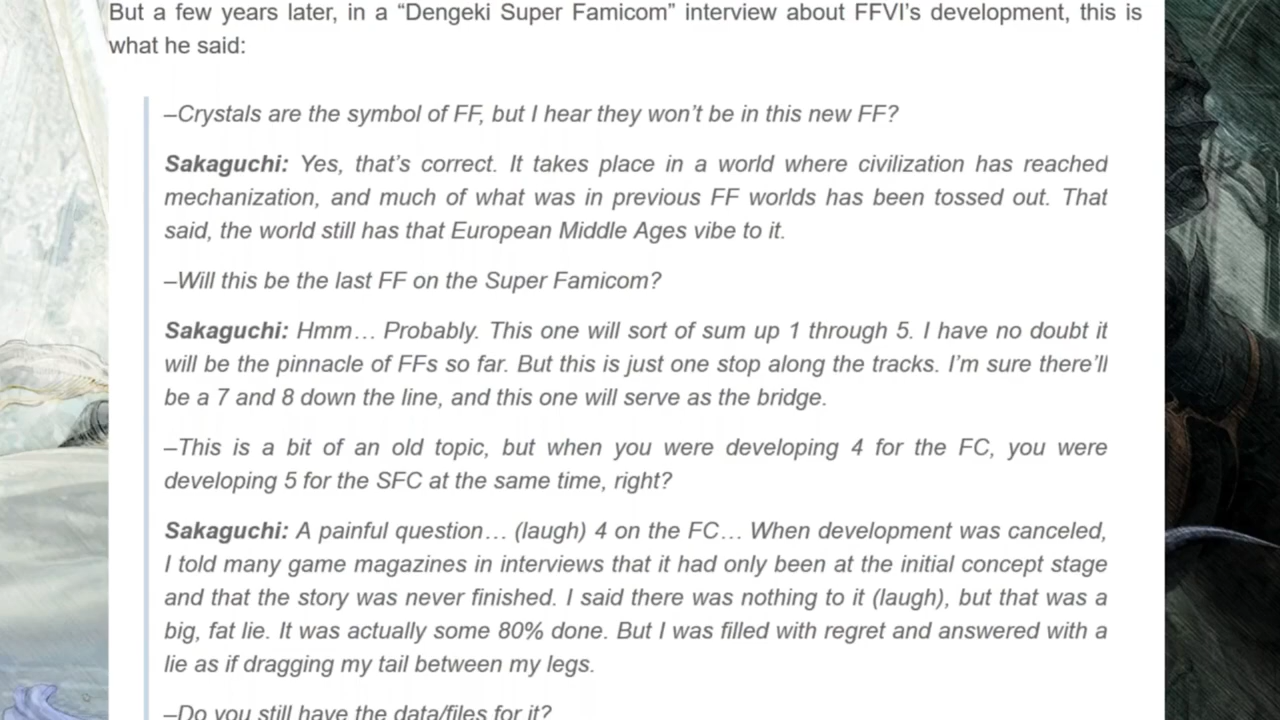 But a few years later, in a “Dengeki Super Famicom” interview about FFVI’s development, this is
what he said:
–Crystals are the symbol of FF, but I hear they won’t be in this new FF?
Sakaguchi: Yes, that’s correct. It takes place in a world where civilization has reached
mechanization, and much of what was in previous FF worlds has been tossed out. That
said, the world still has that European Middle Ages vibe to it.
–Will this be the last FF on the Super Famicom?
Sakaguchi: Hmm… Probably. This one will sort of sum up 1 through 5. I have no doubt it
will be the pinnacle of FFs so far. But this is just one stop along the tracks. I’m sure there’ll
be a 7 and 8 down the line, and this one will serve as the bridge.
–This is a bit of an old topic, but when you were developing 4 for the FC, you were
developing 5 for the SFC at the same time, right?
Sakaguchi: A painful question… (laugh) 4 on the FC… When development was canceled,
I told many game magazines in interviews that it had only been at the initial concept stage
and that the story was never finished. I said there was nothing to it (laugh), but that was a
big, fat lie. It was actually some 80% done. But I was filled with regret and answered with a
lie as if dragging my tail between my legs.
–Do you still have the data/files for it?